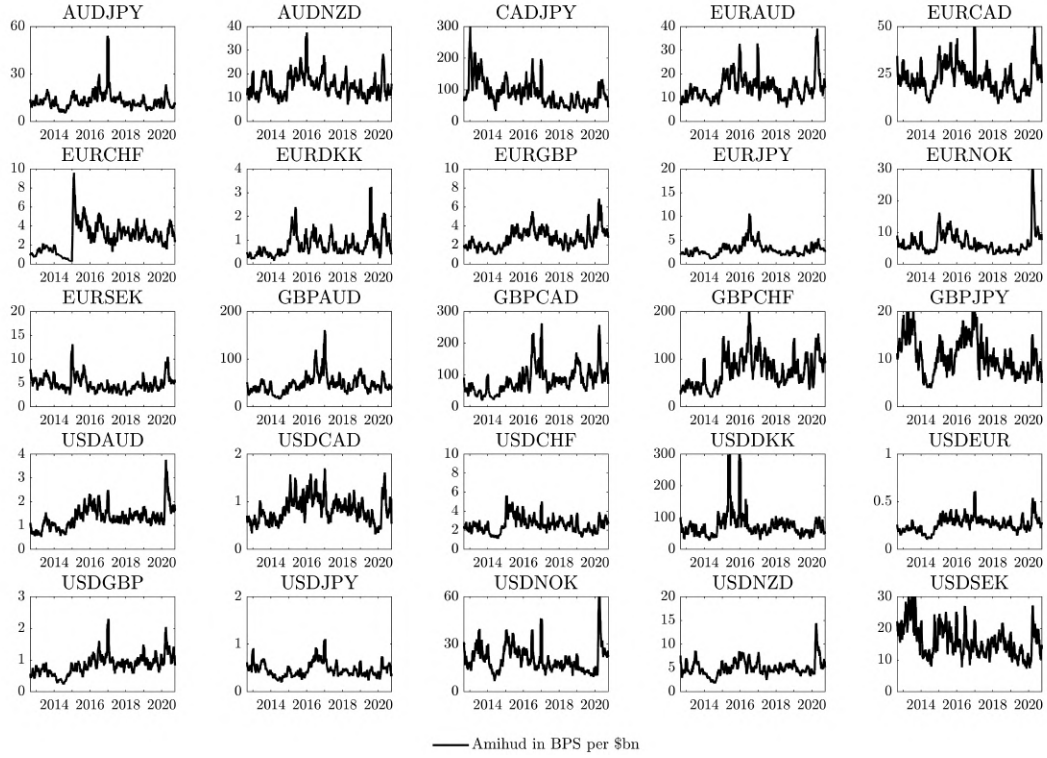 AUDJPY AUDNZD CADJPY EURAUD EURCAD
60 40 300 40 50
30 200
30 20 20 25
100
10 10
0 0 0 0 0
2014 2016 2018 2020 2014 2016 2018 2020 2014 2016 2018 2020 2014 2016 2018 2020 2014 2016 2018 2020
EURCHF EURDKK EURGBP EURJPY EURNOK
10 4 10 20 30
8 3 8 15
6 6 20
2 10
4 4 10
2 1 2 5
0 0 0 0 0
2014 2016 2018 2020 2014 2016 2018 2020 2014 2016 2018 2020 2014 2016 2018 2020 2014 2016 2018 2020
EURSEK GBPAUD GBPCAD GBPCHF GBPJPY
20 200 300 200 20
15 200
10 100 100 10
5 100
0 0 0 0 0
2014 2016 2018 2020 2014 2016 2018 2020 2014 2016 2018 2020 2014 2016 2018 2020 2014 2016 2018 2020
USDAUD USDCAD USDCHF USDDKK USDEUR
4 2 10 300 1
3 8
6 200
2 1 0.5
4 100
1 2
0 0 0 0 0
2014 2016 2018 2020 2014 2016 2018 2020 2014 2016 2018 2020 2014 2016 2018 2020 2014 2016 2018 2020
USDGBP USDJPY USDNOK USDNZD USDSEK
3 2 60 20 30
2 15 20
1 30 10
1 5 10
0 0 0 0 0
2014 2016 2018 2020 2014 2016 2018 2020 2014 2016 2018 2020 2014 2016 2018 2020 2014 2016 2018 2020
Amihud in BPS per $bn